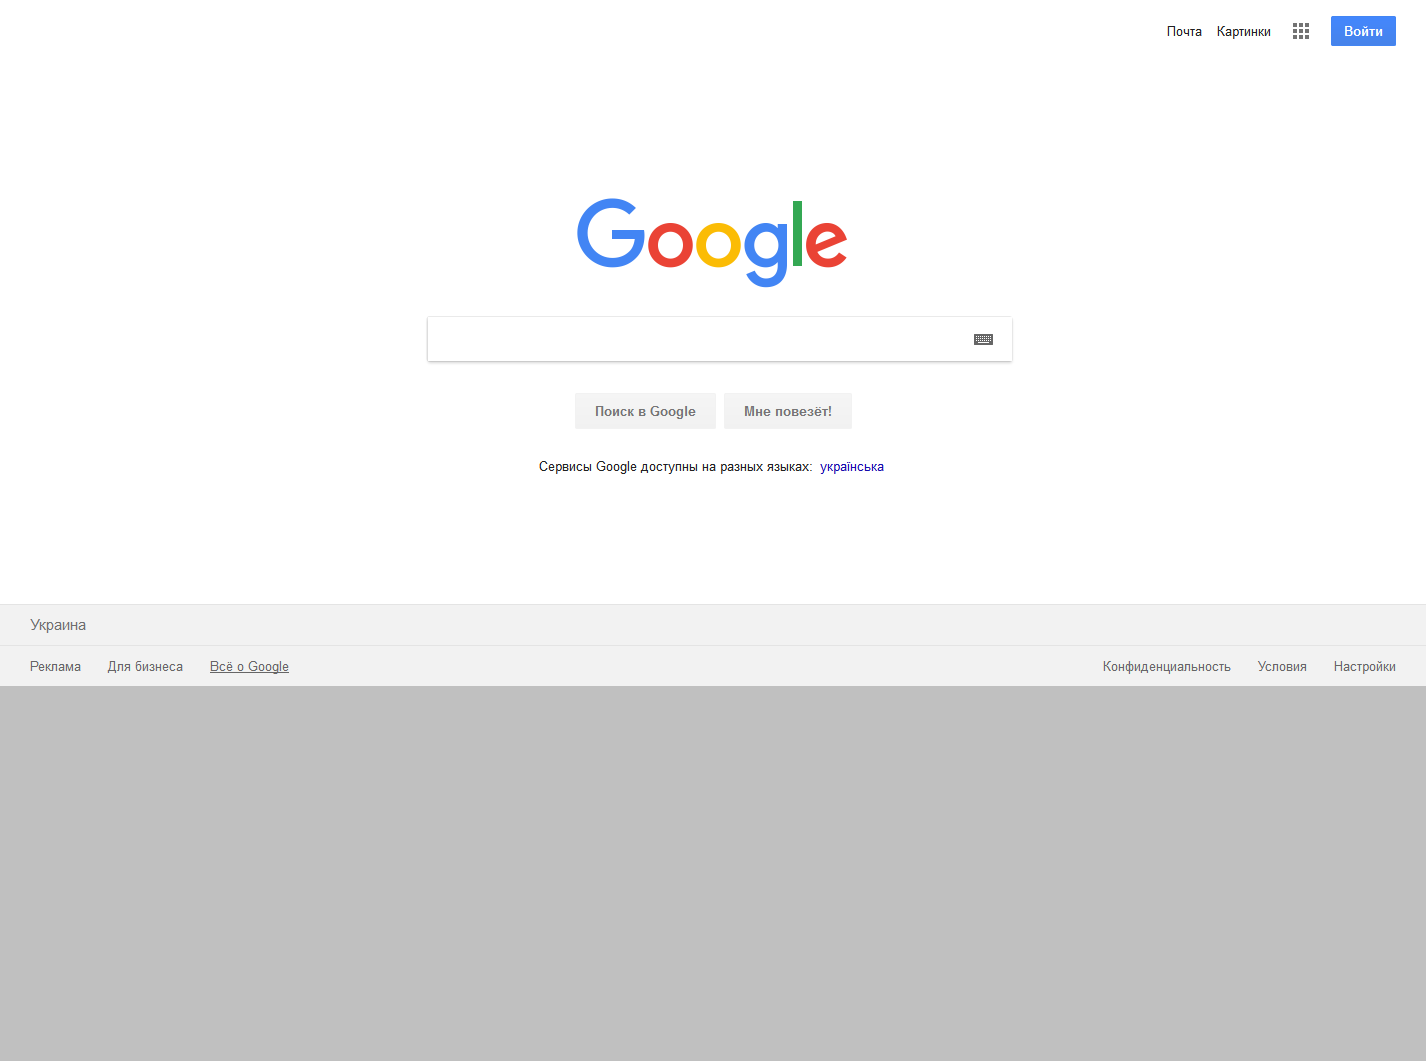 Почта Картинки Войти
Google
Поиск в Google Мне повезёт!
Сервисы Google доступны на разных языках: українська
Украина
Реклама Для бизнеса Всё о Google Конфиденциальность Условия Настройки